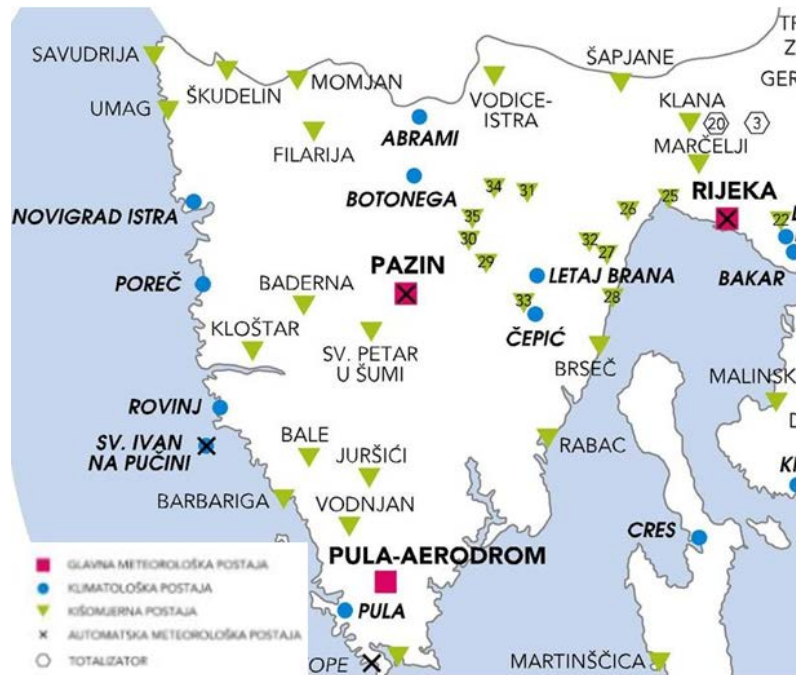 TR
SAVUDRIJA
ŠAPJANE
Z
MOMJAN
VODICE-
ISTRA
GER
ŠKUDELIN
UMAG
KLANA
20
3
ABRAMI
FILARIJA
MARČELJI
BOTONEGA
34
31
RIJEKA
25
NOVIGRAD ISTRA
26
35
22
30
32
27
29
PAZIN
LETAJ BRANA
BAKAR
POREČ
BADERNA
33
28
ČEPIĆ
KLOŠTAR
SV. PETAR
U ŠUMI
BRSEČ
MALINSK
ROVINJ
BALE
SV. IVAN
NA PUČINI
RABAC
JURŠIĆI
BARBARIGA
VODNJAN
CRES
PULA-AERODROM
GLAVNA METEOROLOŠKA POSTAJA
KLIMATOLOŠKA POSTAJA
KIŠOMJERNA POSTAJA
PULA
AUTOMATSKA METEOROLOŠKA POSTAJA
TOTALIZATOR
OPE
MARTINŠĆICA